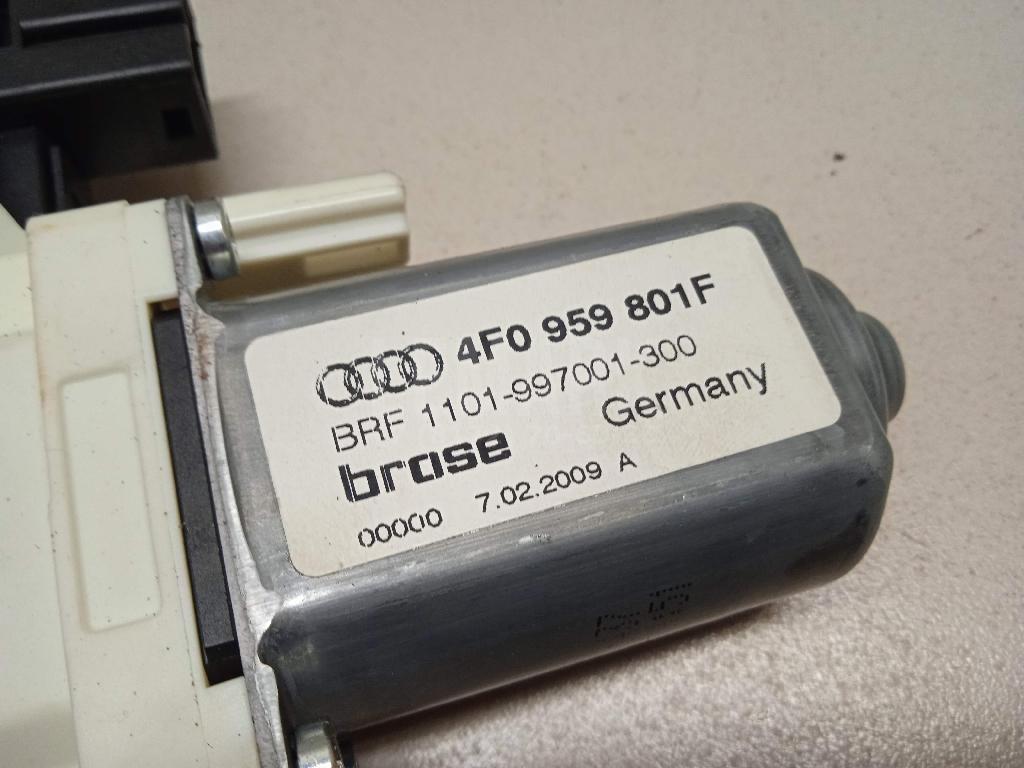 4F0 959 801F
BRF 1101-997001-300
brose Germany
00000 7.02.2009 A